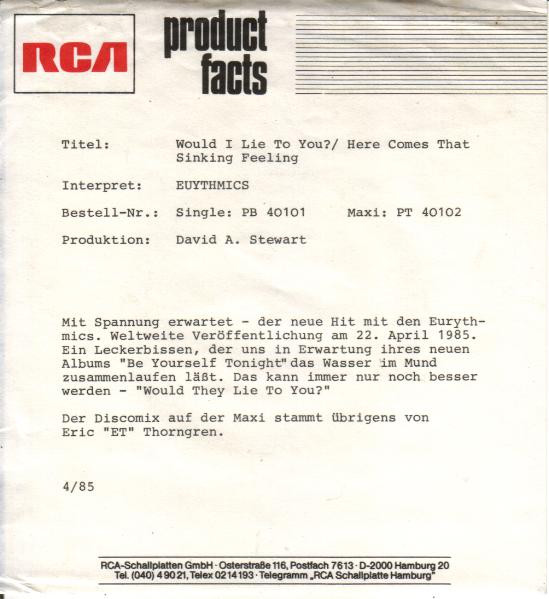 RCA
product
facts
Titel: Would I Lie To You?/ Here Comes That
Sinking Feeling
Interpret: EUYTHMICS
Bestell-Nr.: Single: PB 40101 Maxi: PT 40102
Produktion: David A. Stewart
Mit Spannung erwartet - der neue Hit mit den Euryth-
mics. Weltweite Veröffentlichung am 22. April 1985.
Ein Leckerbissen, der uns in Erwartung ihres neuen
Albums "Be Yourself Tonight" das Wasser im Mund
zusammenlaufen läßt. Das kann immer nur noch besser
werden - "Would They Lie To You?"
Der Discomix auf der Maxi stammt übrigens von
Eric "ET" Thorngren.
4/85
RCA-Schallplatten GmbH · Osterstraße 116, Postfach 7613 · D-2000 Hamburg 20
Tel. (040) 4 90 21, Telex 02 14 193 · Telegramm „RCA Schallplatte Hamburg"